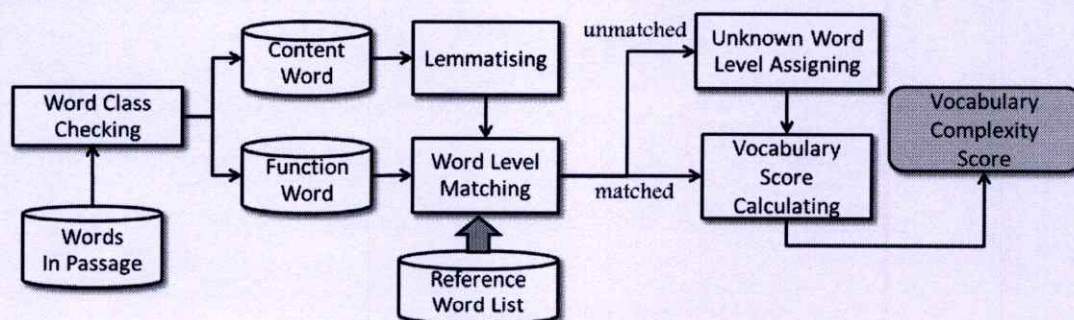 Words
In Passage
Word Class
Checking
Content
Word
Function
Word
Lemmatising
Word Level
Matching
Reference
Word List
unmatched
matched
Unknown Word
Level Assigning
Vocabulary
Score
Calculating
Vocabulary
Complexity
Score